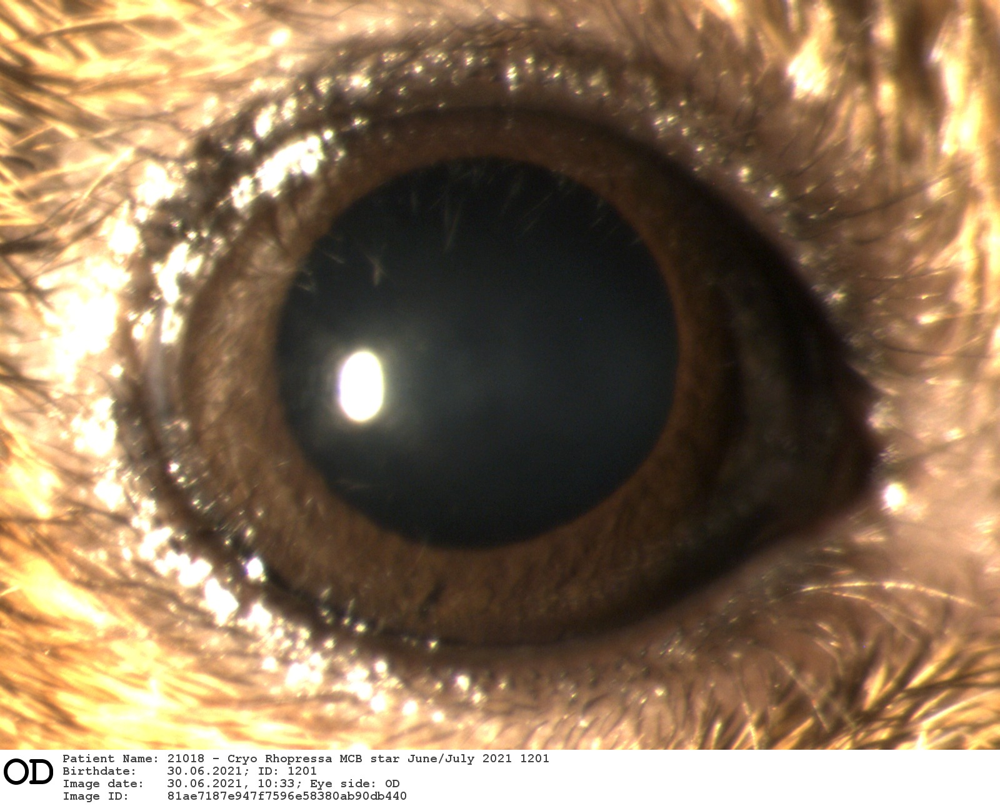 OD
Patient Name: 21018 - Cryo Rhopressa MCB star June/July 2021 1201
Birthdate: 30.06.2021; ID: 1201
Image date: 30.06.2021, 10:33; Eye side: OD
Image ID: 81ae7187e947f7596e58380ab90db440